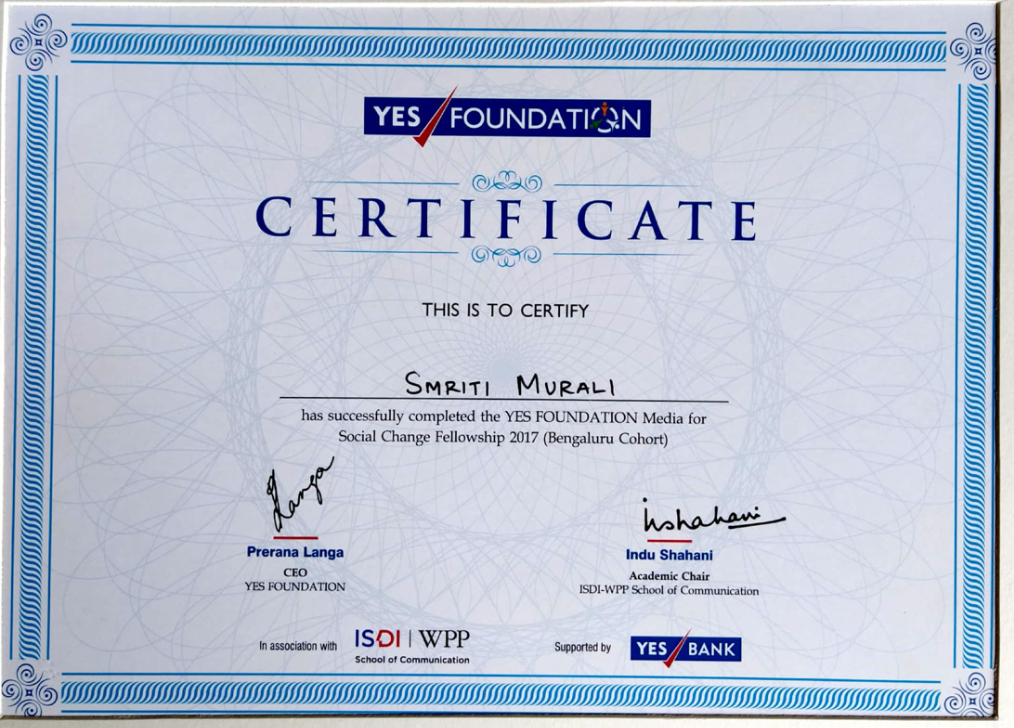 YES FOUNDATION
CERTIFICATE
THIS IS TO CERTIFY
SMRITI MURALI
has successfully completed the YES FOUNDATION Media for
Social Change Fellowship 2017 (Bengaluru Cohort)
Langa
Ishahani
Prerana Langa
CEO
YES FOUNDATION
Indu Shahani
Academic Chair
ISDI-WPP School of Communication
In association with
ISDI | WPP
School of Communication
Supported by
YES BANK